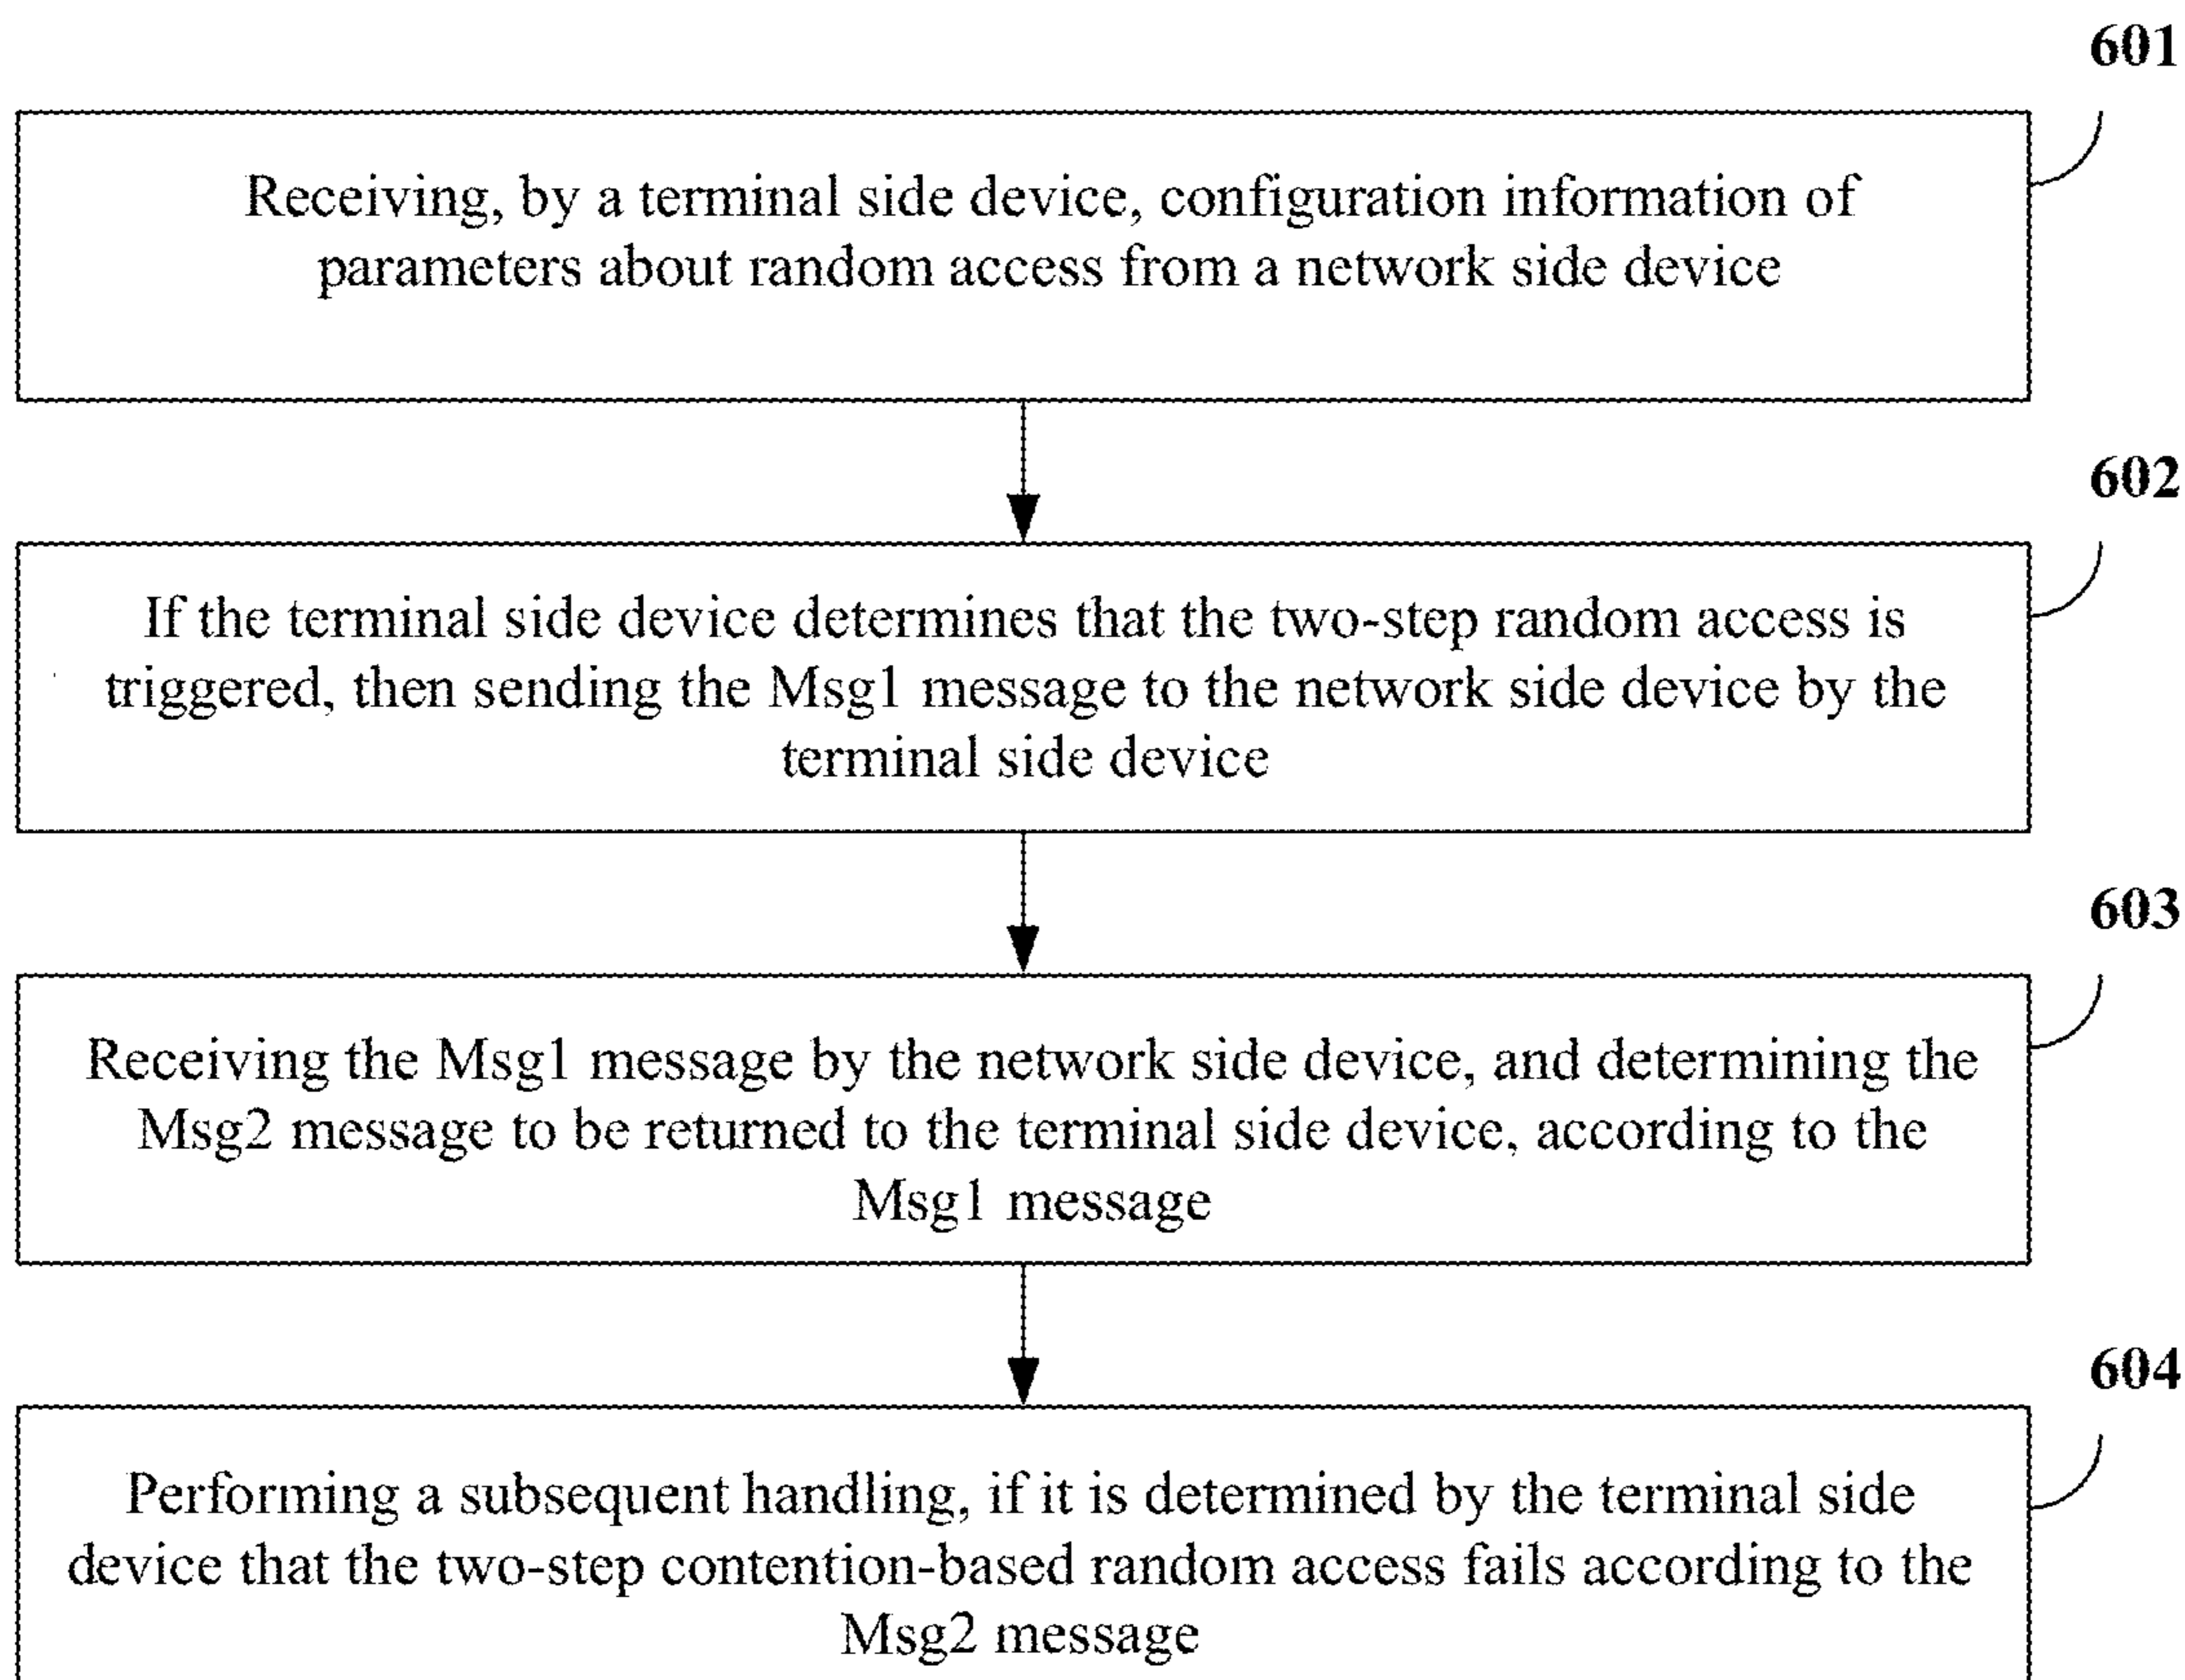 601
Receiving, by a terminal side device, configuration information of
parameters about random access from a network side device
602
If the terminal side device determines that the two-step random access is
triggered, then sending the Msg1 message to the network side device by the
terminal side device
603
Receiving the Msg1 message by the network side device, and determining the
Msg2 message to be returned to the terminal side device, according to the
Msg1 message
604
Performing a subsequent handling, if it is determined by the terminal side
device that the two-step contention-based random access fails according to the
Msg2 message